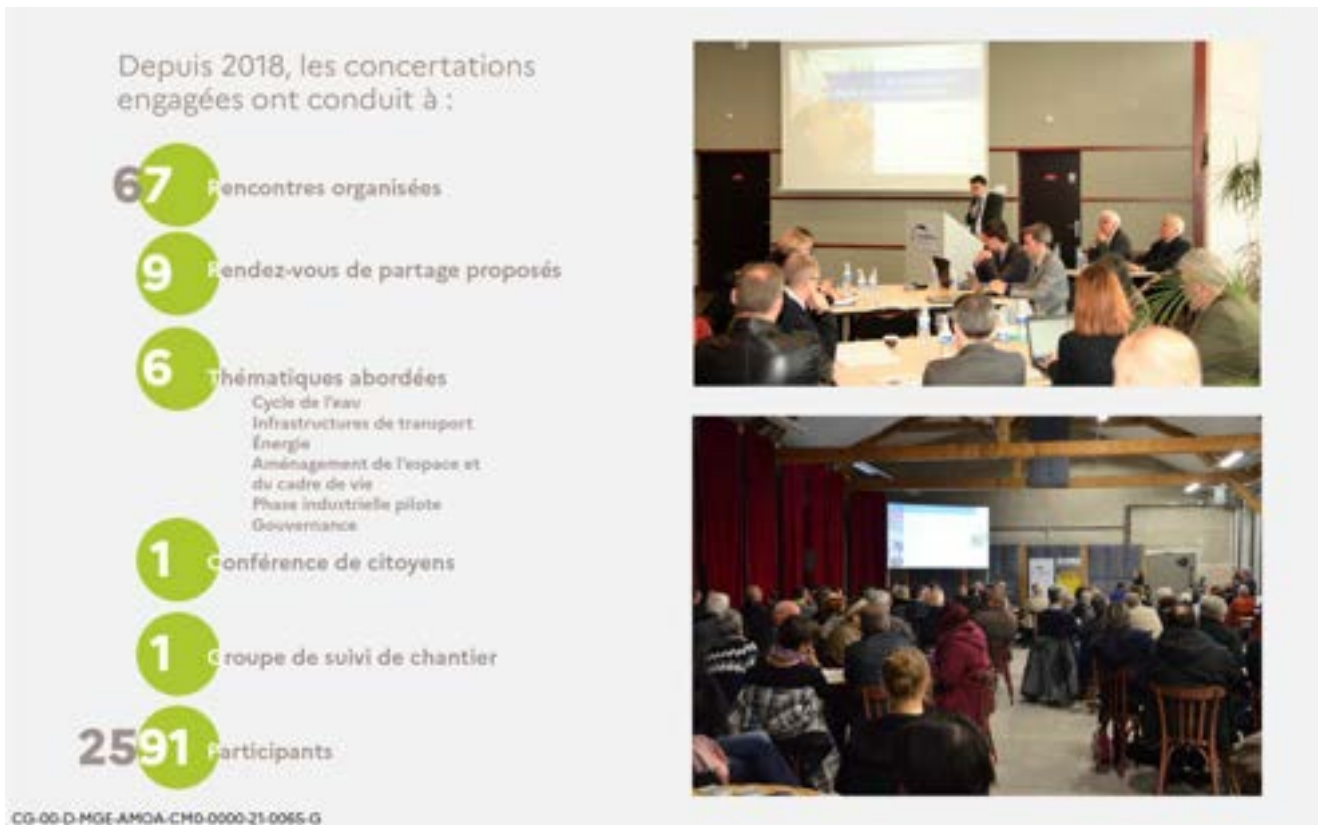 Depuis 2018, les concertations
engagées ont conduit à :
67 Rencontres organisées
9 Rendez-vous de partage proposés
6 Thématiques abordées
Cycle de l'eau
Infrastructures de transport
Énergie
Aménagement de l'espace et
du cadre de vie
Phase industrielle pilote
Gouvernance
1 Conférence de citoyens
1 Groupe de suivi de chantier
2591 Participants
CG-00-D-MGE-AMOA-CM0-0000-21-0065-G